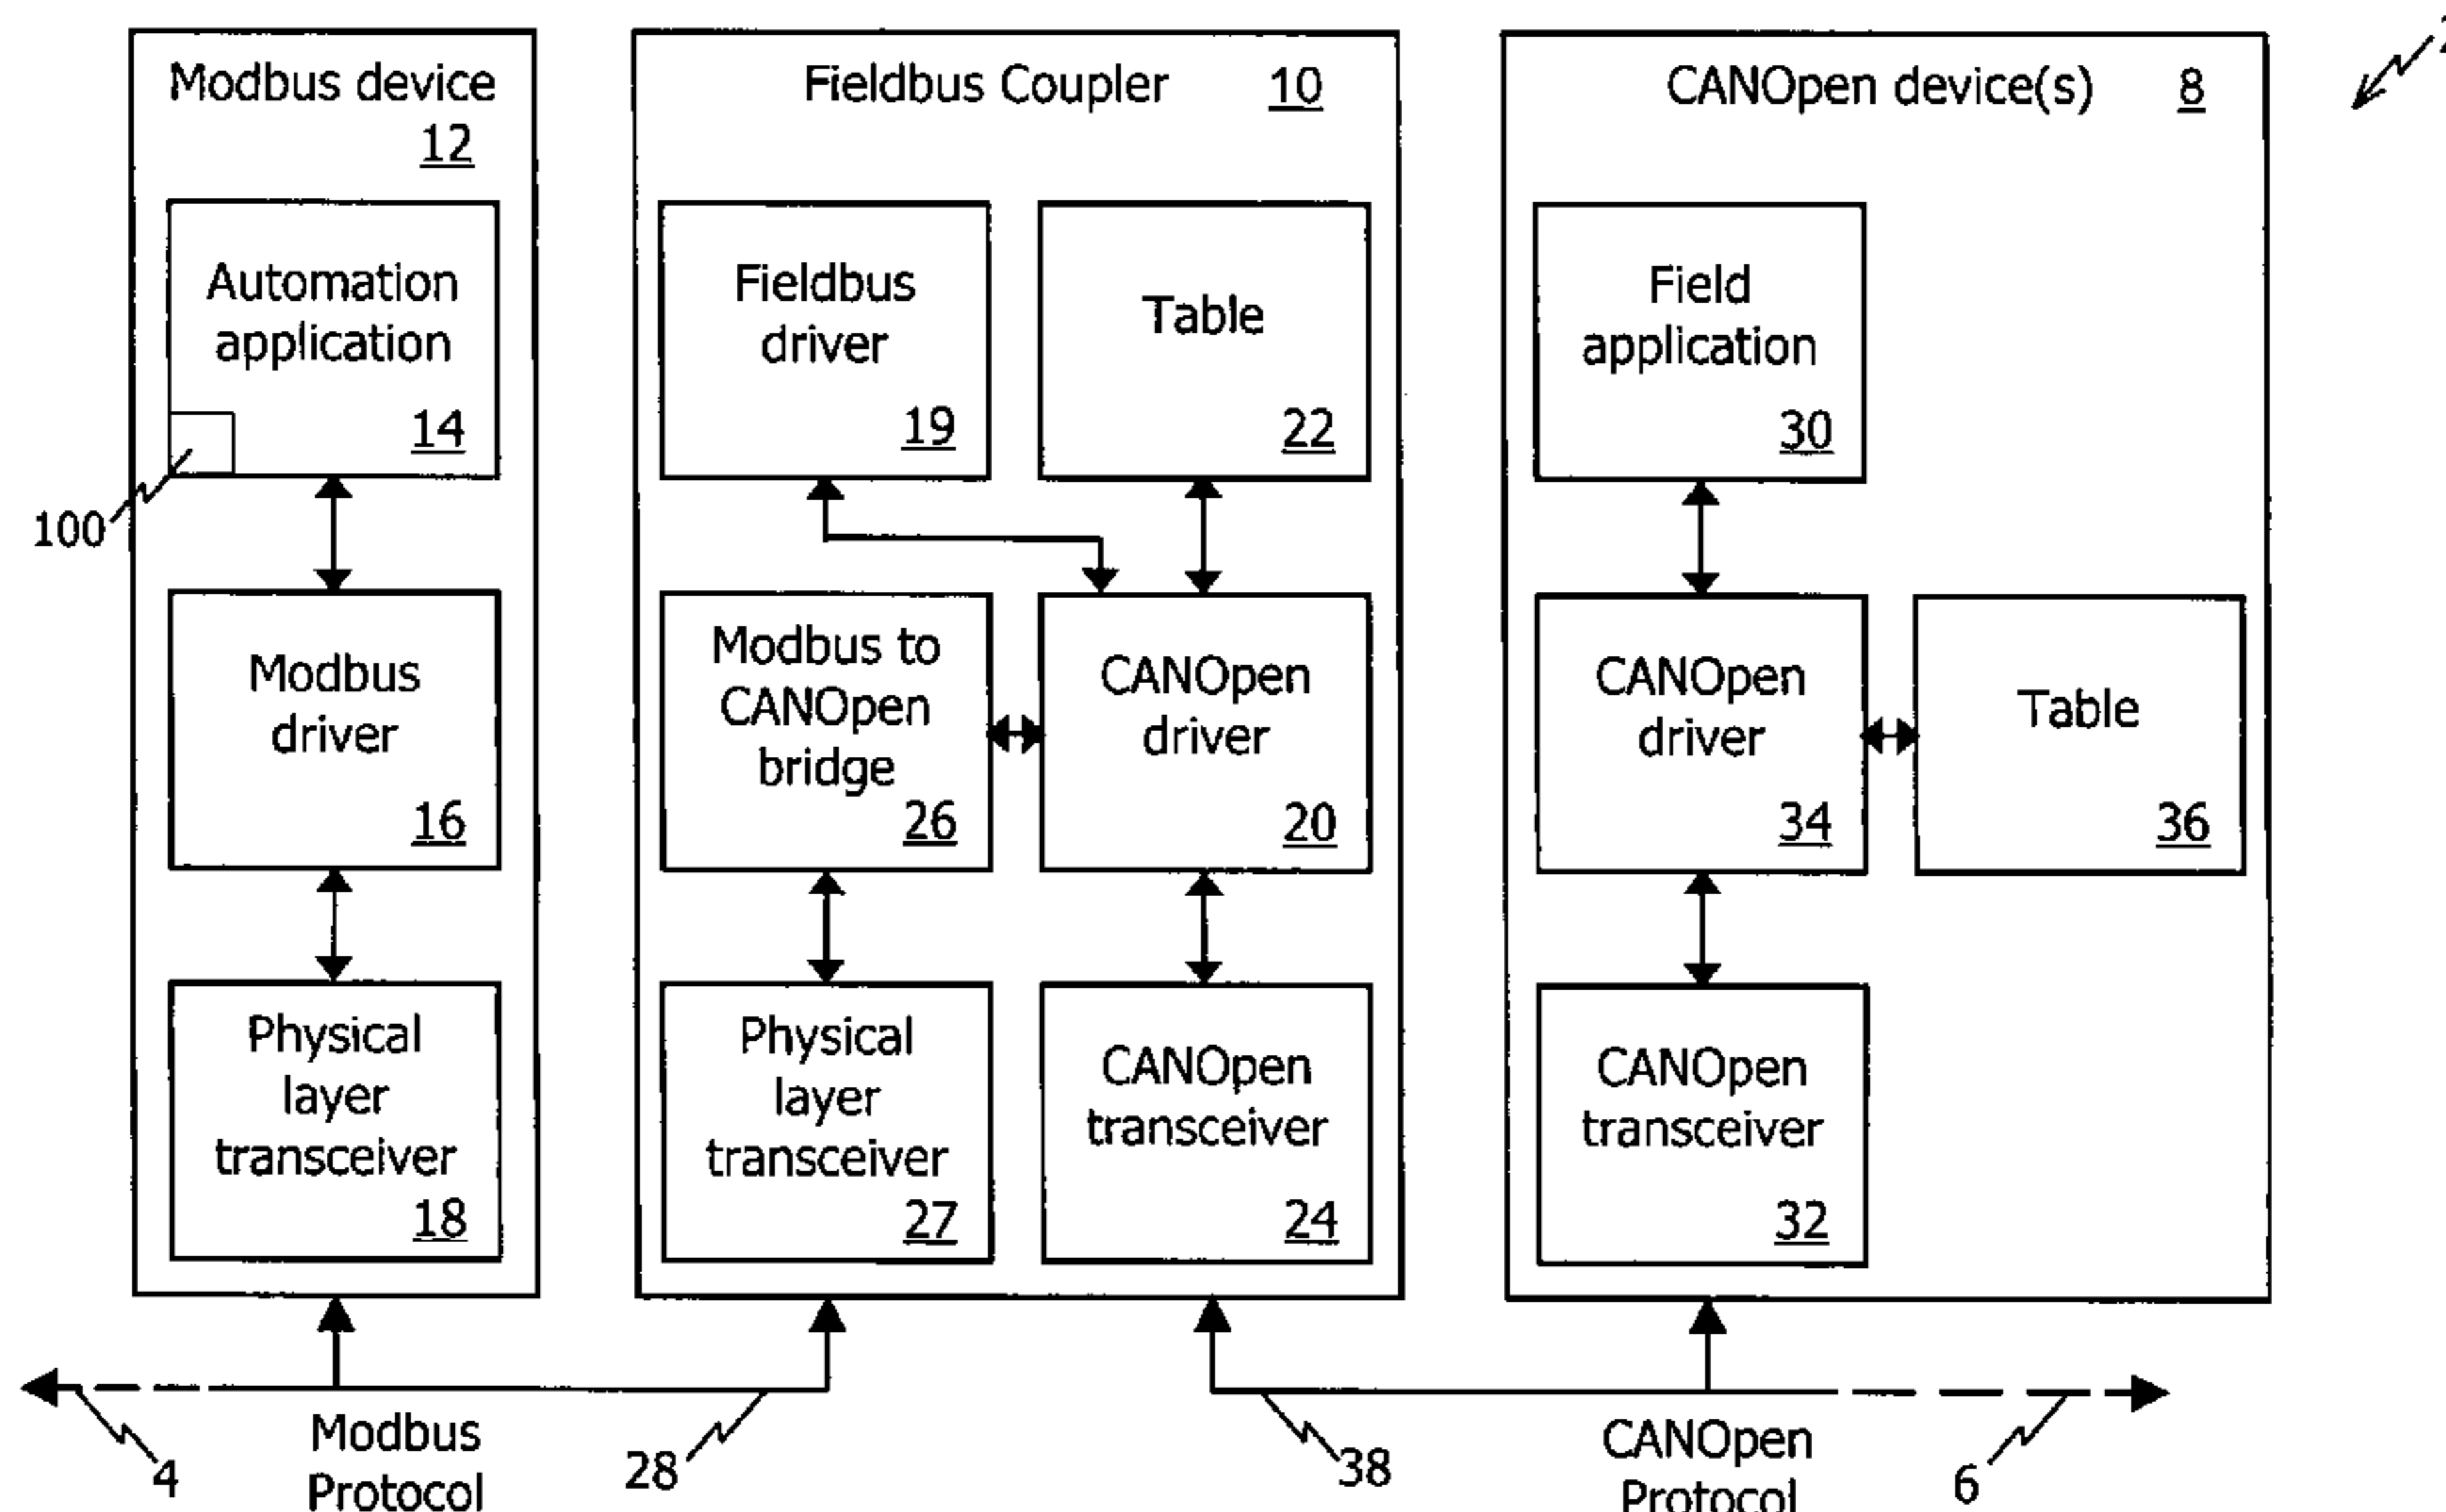 Modbus device
12
Automation
application
14
100
Modbus
driver
16
Physical
layer
transceiver
18
Fieldbus Coupler 10
Fieldbus
driver
19
Table
22
Modbus to
CANOpen
bridge
26
CANOpen
driver
20
Physical
layer
transceiver
27
CANOpen
transceiver
24
CANOpen device(s) 8
Field
application
30
CANOpen
driver
34
Table
36
CANOpen
transceiver
32
4
Modbus
Protocol
28
38
CANOpen
Protocol
6